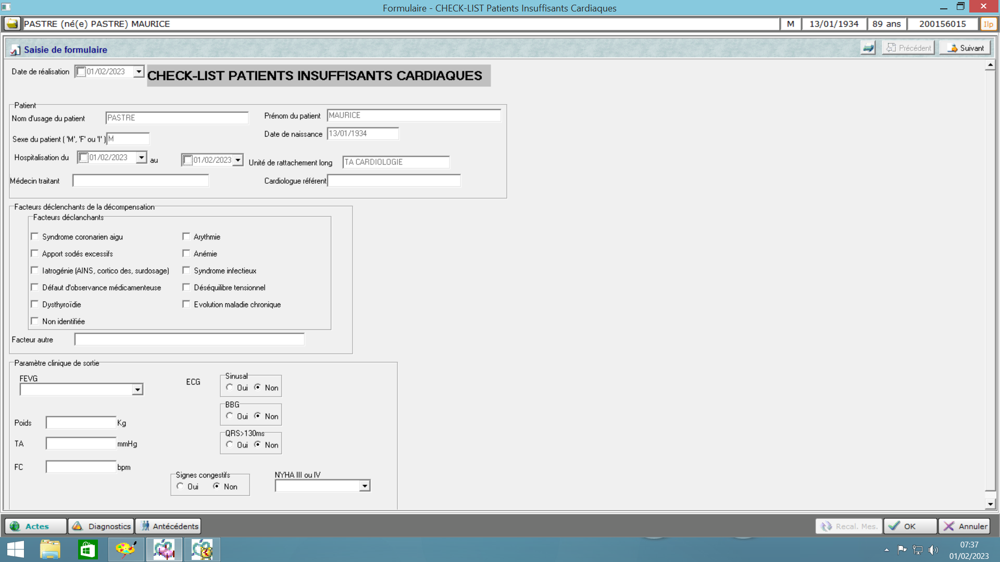 Formulaire - CHECK-LIST Patients Insuffisants Cardiaques
PASTRE (né(e) PASTRE) MAURICE M 13/01/1934 89 ans 200156015 Ilp
Saisie de formulaire Précédent Suivant
Date de réalisation 01/02/2023 CHECK-LIST PATIENTS INSUFFISANTS CARDIAQUES
Patient
Nom d'usage du patient PASTRE Prénom du patient MAURICE
Date de naissance 13/01/1934
Sexe du patient ( 'M', 'F' ou 'I' ) M
Hospitalisation du 01/02/2023 au 01/02/2023 Unité de rattachement long TA CARDIOLOGIE
Médecin traitant Cardiologue référent
Facteurs déclenchants de la décompensation
Facteurs déclanchants
Syndrome coronarien aigu Arythmie
Apport sodés excessifs Anémie
Iatrogénie (AINS, cortico des, surdosage) Syndrome infectieux
Défaut d'observance médicamenteuse Déséquilibre tensionnel
Dysthyroïdie Evolution maladie chronique
Non identifiée
Facteur autre
Paramètre clinique de sortie
FEVG ECG Sinusal
Oui Non
BBG
Oui Non
Poids Kg
QRS>130ms
TA mmHg Oui Non
FC bpm
Signes congestifs NYHA III ou IV
Oui Non
Actes Diagnostics Antécédents Recal. Mes. OK Annuler
07:37
01/02/2023